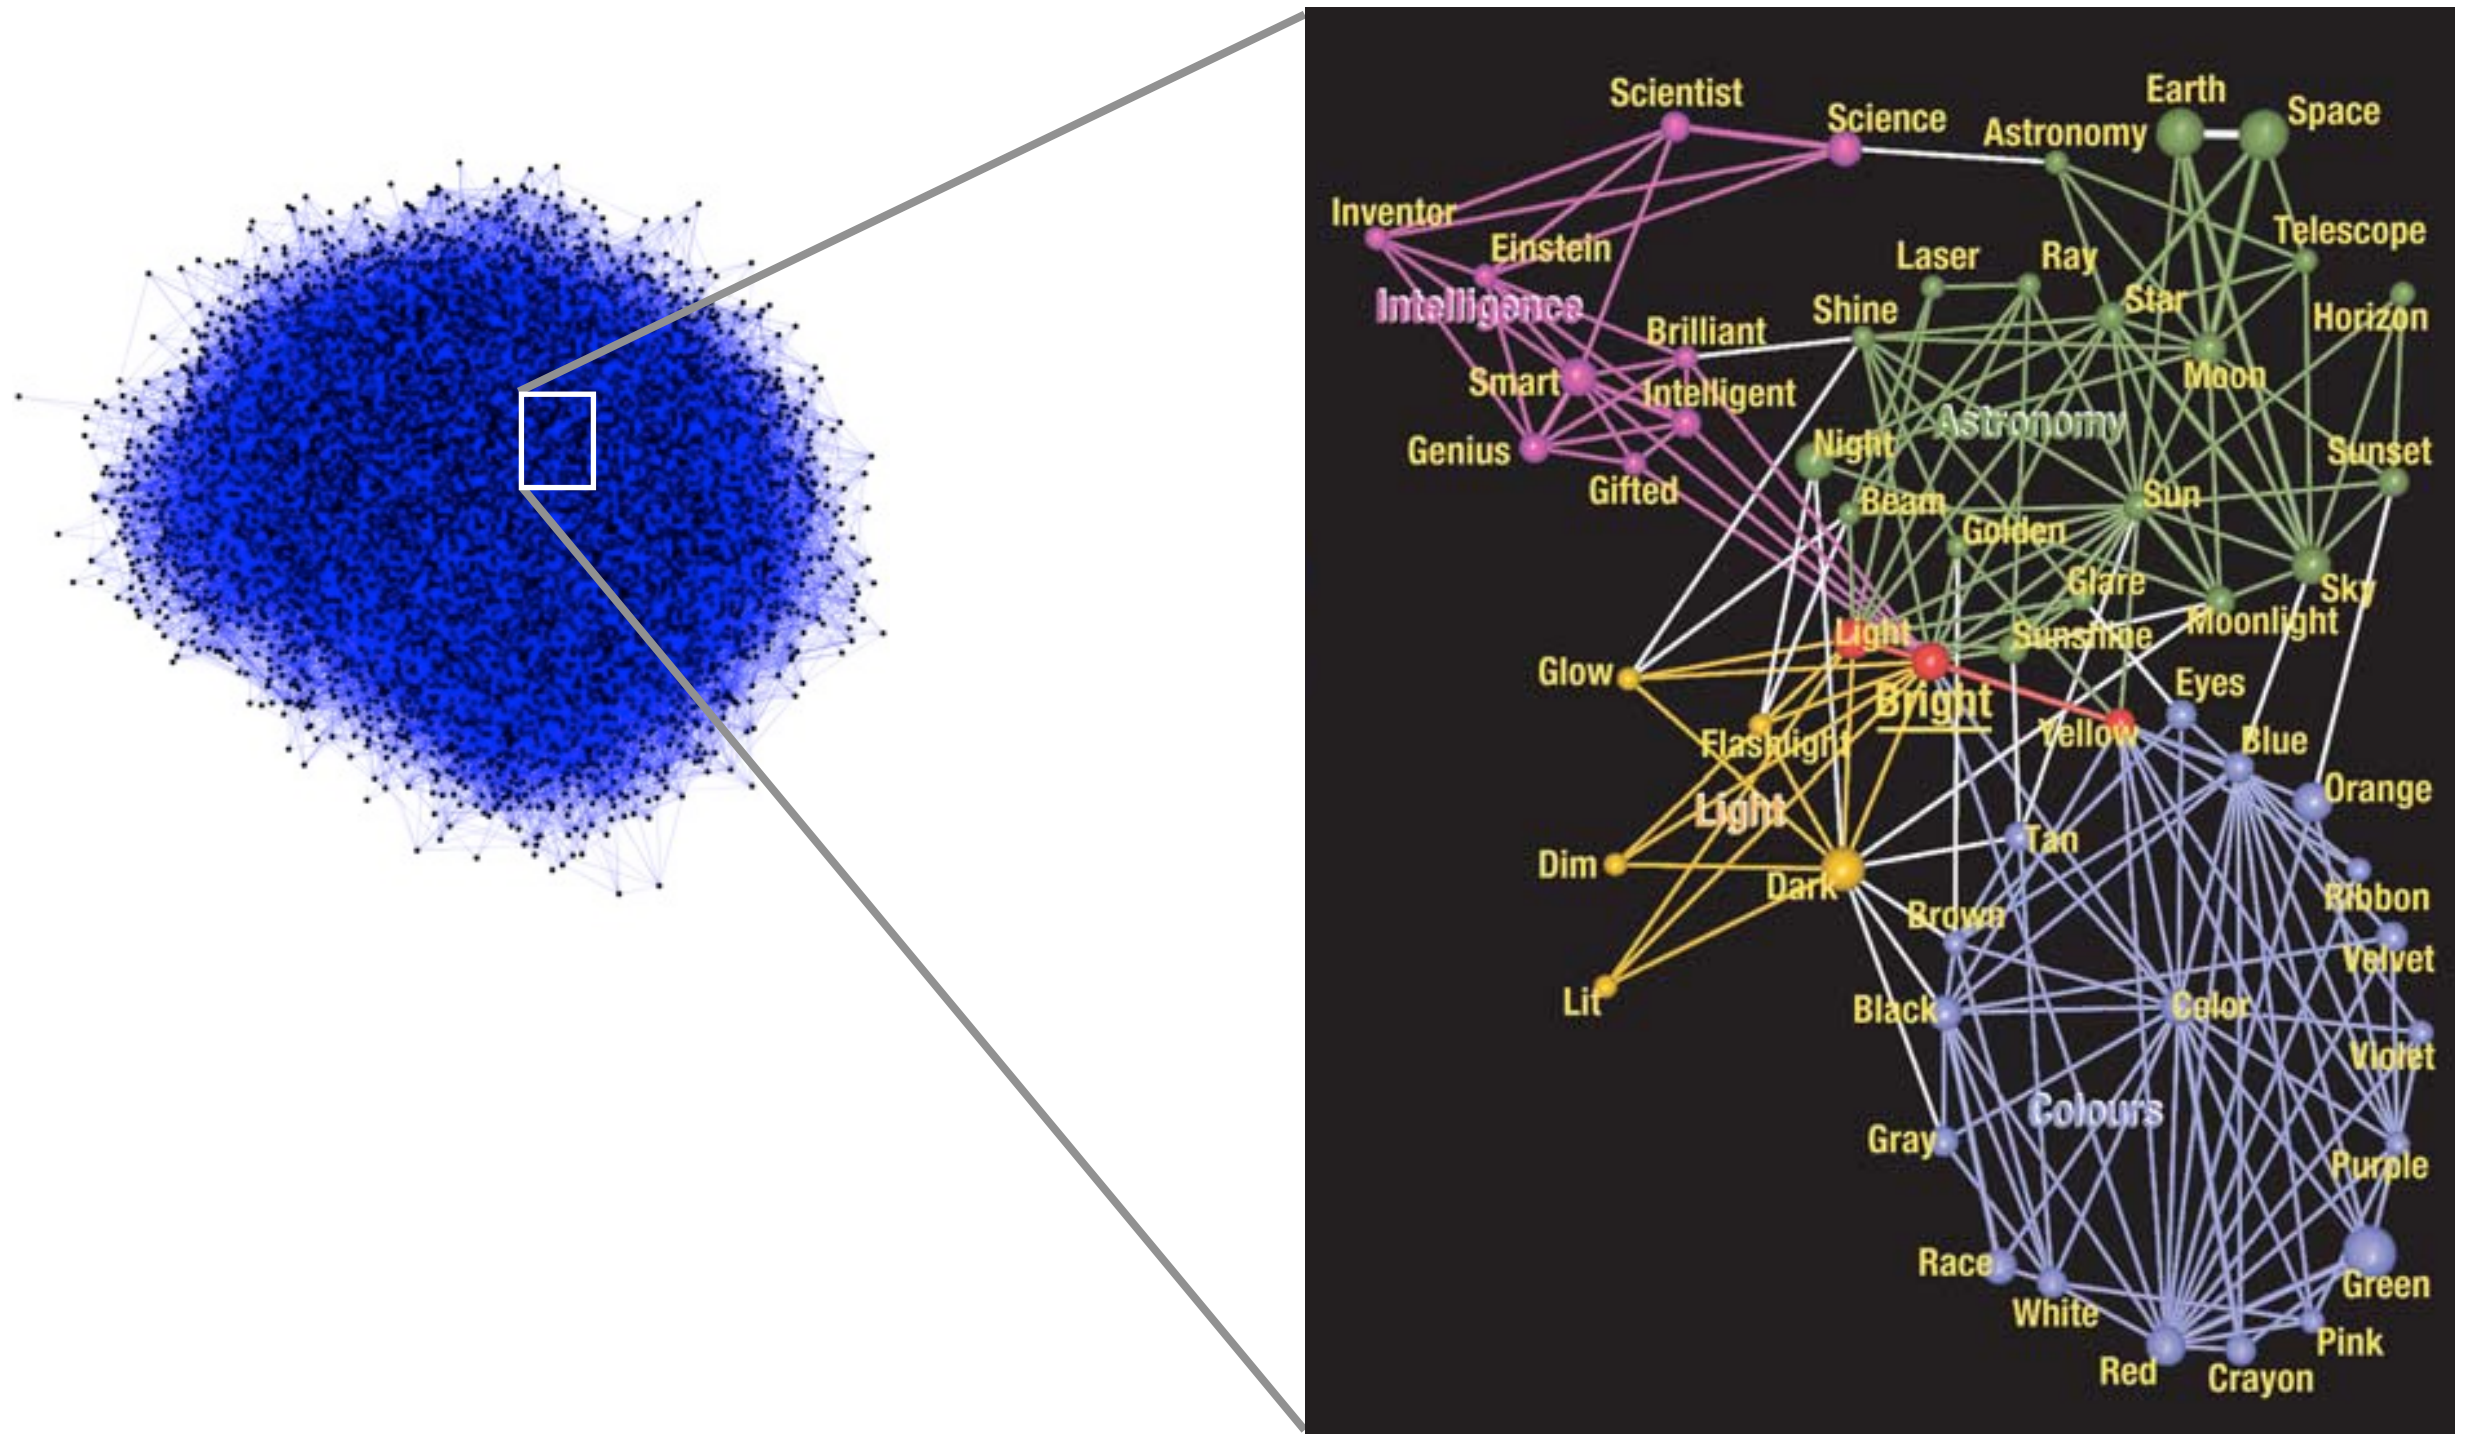 Earth
Space
Scientist
Science
Astronomy
Inventor
Einstein
Telescope
Laser
Ray
Intelligence
Star
Horizon
Shine
Brilliant
Moon
Smart
Intelligent
Astronomy
Night
Sunset
Genius
Gifted
Beam
Sun
Golden
Glare
Sky
Light
Sunshine
Moonlight
Glow
Eyes
Bright
Flashlight
Yellow
Blue
Orange
Light
Tan
Dim
Dark
Ribbon
Brown
Velvet
Lit
Black
Color
Violet
Colours
Gray
Purple
Race
Green
White
Pink
Red
Crayon